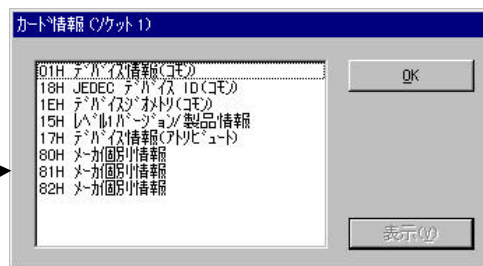 ｶｰﾄﾞ情報 (ｿｹｯﾄ 1)
01H ﾃﾞﾊﾞｲｽ情報(ｺﾓﾝ)
18H JEDEC ﾃﾞﾊﾞｲｽ ID(ｺﾓﾝ)
1EH ﾃﾞﾊﾞｲｽｼﾞｵﾒﾄﾘ(ｺﾓﾝ)
15H ﾚﾍﾞﾙ1ﾊﾞｰｼﾞｮﾝ/製品情報
17H ﾃﾞﾊﾞｲｽ情報(ｱﾄﾘﾋﾞｭｰﾄ)
80H ﾒｰｶ個別情報
81H ﾒｰｶ個別情報
82H ﾒｰｶ個別情報
OK
表示(V)